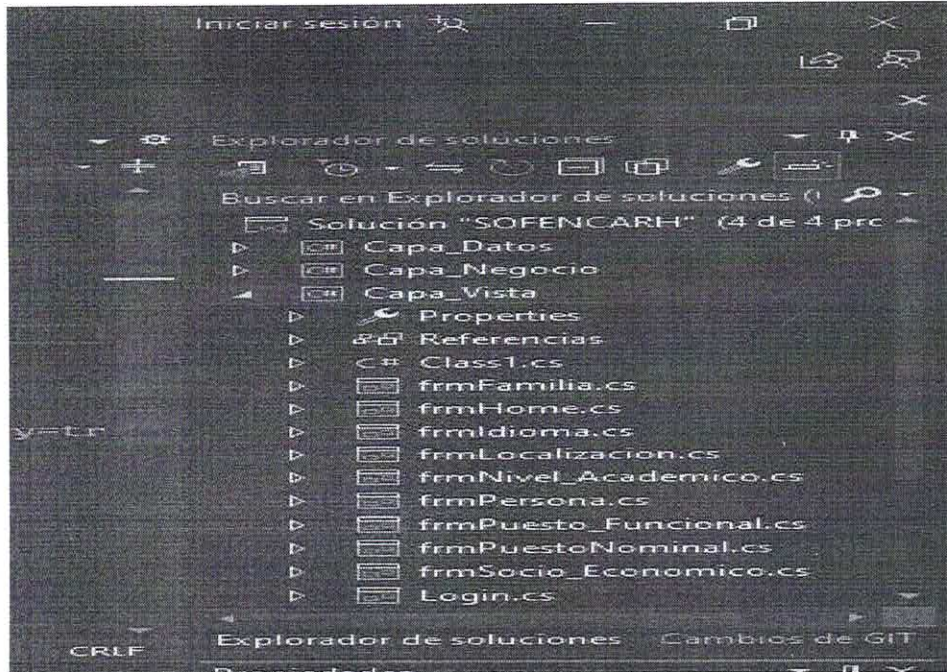 Iniciar sesión
Explorador de soluciones
Buscar en Explorador de soluciones (
Solución "SOFENCARH" (4 de 4 prc
C# Capa_Datos
C# Capa_Negocio
C# Capa_Vista
Properties
Referencias
C# Class1.cs
frmFamilia.cs
frmHome.cs
y=tr
frmIdioma.cs
frmLocalizacion.cs
frmNivel_Academico.cs
frmPersona.cs
frmPuesto_Funcional.cs
frmPuestoNominal.cs
frmSocio_Economico.cs
Login.cs
Explorador de soluciones Cambios de GIT
CRLF